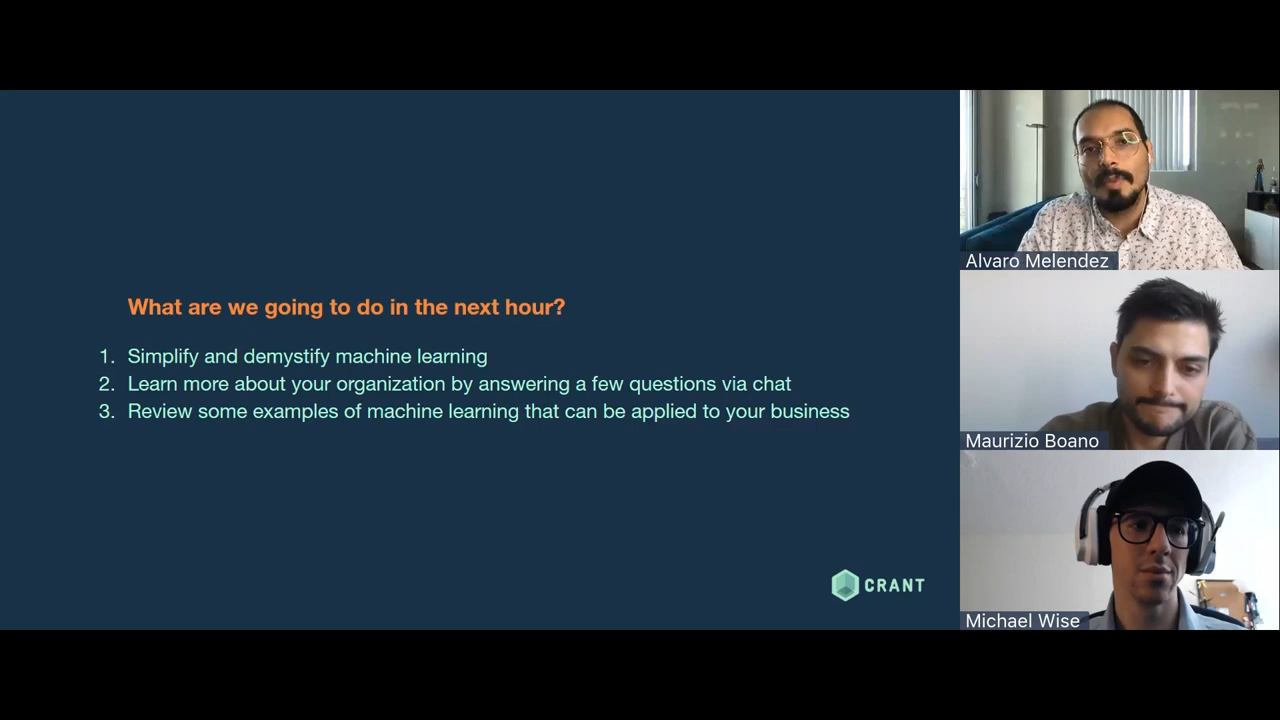 What are we going to do in the next hour?
1. Simplify and demystify machine learning
2. Learn more about your organization by answering a few questions via chat
3. Review some examples of machine learning that can be applied to your business
CRANT
Alvaro Melendez
Maurizio Boano
Michael Wise